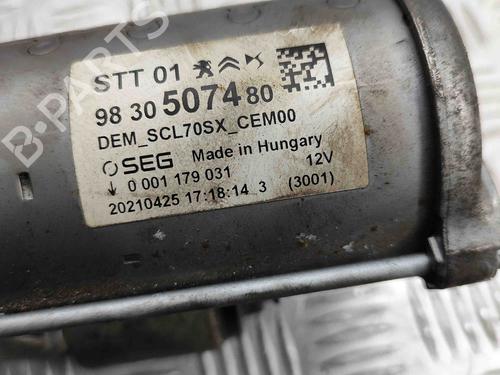 B-PARTS
STT 01
98 30 5074 80
DEM_SCL70SX_CEM00
SEG Made in Hungary
0 001 179 031 12V
20210425 17:18:14 3 (3001)